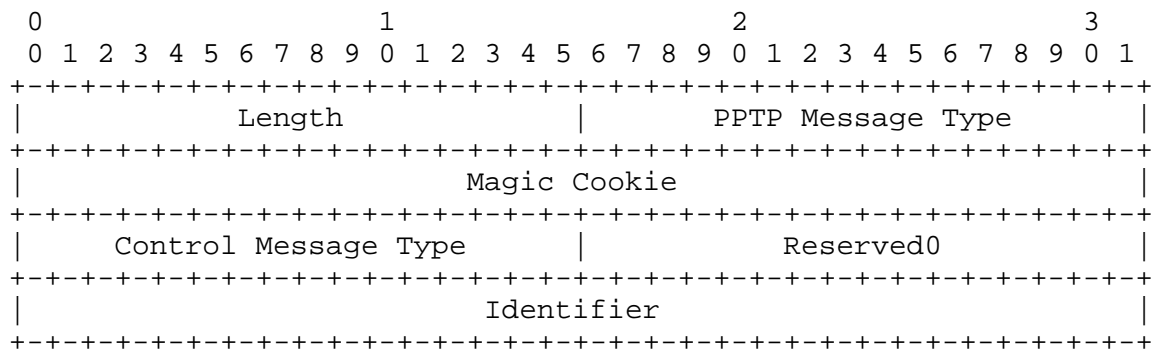 0                   1                   2                   3
 0 1 2 3 4 5 6 7 8 9 0 1 2 3 4 5 6 7 8 9 0 1 2 3 4 5 6 7 8 9 0 1
+-+-+-+-+-+-+-+-+-+-+-+-+-+-+-+-+-+-+-+-+-+-+-+-+-+-+-+-+-+-+-+-+
|            Length             |       PPTP Message Type       |
+-+-+-+-+-+-+-+-+-+-+-+-+-+-+-+-+-+-+-+-+-+-+-+-+-+-+-+-+-+-+-+-+
|                         Magic Cookie                          |
+-+-+-+-+-+-+-+-+-+-+-+-+-+-+-+-+-+-+-+-+-+-+-+-+-+-+-+-+-+-+-+-+
|     Control Message Type      |           Reserved0           |
+-+-+-+-+-+-+-+-+-+-+-+-+-+-+-+-+-+-+-+-+-+-+-+-+-+-+-+-+-+-+-+-+
|                          Identifier                           |
+-+-+-+-+-+-+-+-+-+-+-+-+-+-+-+-+-+-+-+-+-+-+-+-+-+-+-+-+-+-+-+-+